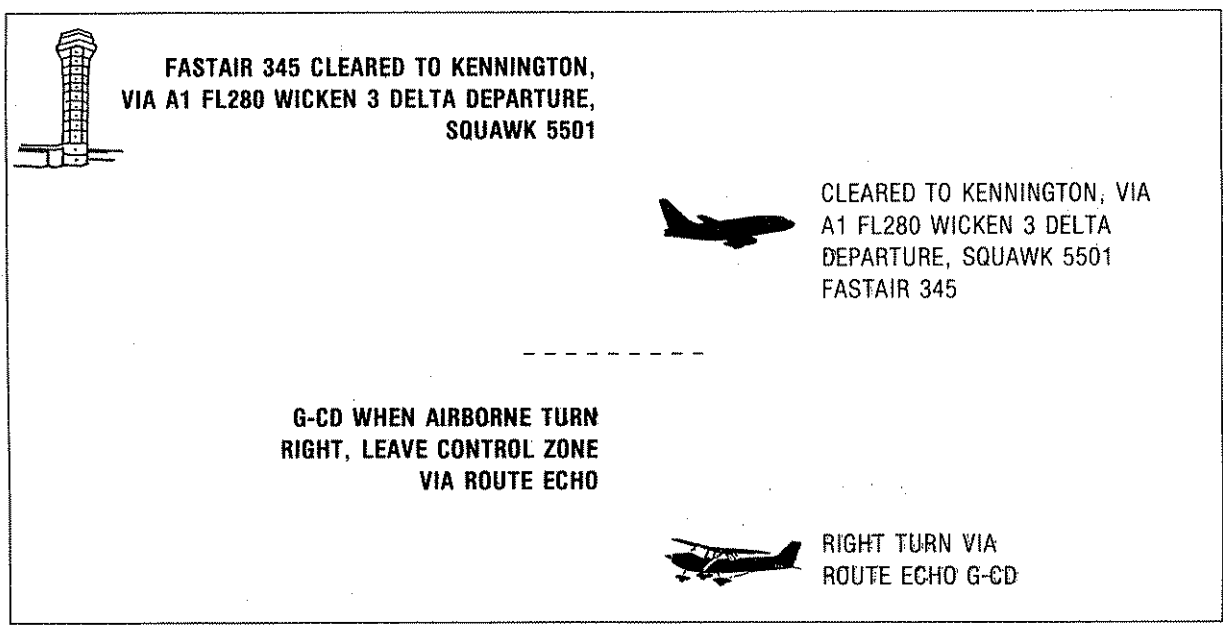 FASTAIR 345 CLEARED TO KENNINGTON,
VIA A1 FL280 WICKEN 3 DELTA DEPARTURE,
SQUAWK 5501
CLEARED TO KENNINGTON, VIA
A1 FL280 WICKEN 3 DELTA
DEPARTURE, SQUAWK 5501
FASTAIR 345
G-CD WHEN AIRBORNE TURN
RIGHT, LEAVE CONTROL ZONE
VIA ROUTE ECHO
RIGHT TURN VIA
ROUTE ECHO G-CD